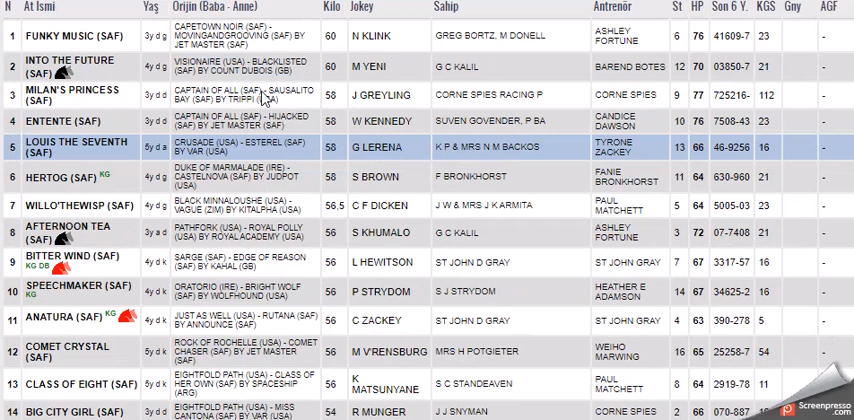 N At İsmi Yaş Orijin (Baba - Anne) Kilo Jokey Sahip Antrenör St HP Son 6 Y. KGS Gny AGF
1 FUNKY MUSIC (SAF) 3y d g CAPETOWN NOIR (SAF) - MOVINGANDGROOVING (SAF) BY JET MASTER (SAF) 60 N KLINK GREG BORTZ, M DONELL ASHLEY FORTUNE 6 76 41609-7 23 -
2 INTO THE FUTURE (SAF) 4y d g VISIONAIRE (USA) - BLACKLISTED (SAF) BY COUNT DUBOIS (GB) 60 M YENI G C KALIL BAREND BOTES 12 70 03850-7 21 -
3 MILAN'S PRINCESS (SAF) 3y d d CAPTAIN OF ALL (SAF) - SAUSALITO BAY (SAF) BY TRIPPI (USA) 58 J GREYLING CORNE SPIES RACING P CORNE SPIES 9 77 725216- 112 -
4 ENTENTE (SAF) 3y d d CAPTAIN OF ALL (SAF) - HIJACKED (SAF) BY JET MASTER (SAF) 58 W KENNEDY SUVEN GOVENDER, P BA CANDICE DAWSON 10 76 7508-43 23 -
5 LOUIS THE SEVENTH (SAF) 5y d a CRUSADE (USA) - ESTEREL (SAF) BY VAR (USA) 58 G LERENA K P & MRS N M BACKOS TYRONE ZACKEY 13 66 46-9256 16 -
6 HERTOG (SAF) KG 4y d g DUKE OF MARMALADE (IRE) - CASTELNOVA (SAF) BY JUDPOT (USA) 58 S BROWN F BRONKHORST FANIE BRONKHORST 11 64 630-960 21 -
7 WILLO'THEWISP (SAF) 4y d g BLACK MINNALOUSHE (USA) - VAGUE (ZIM) BY KITALPHA (USA) 56,5 C F DICKEN J W & MRS J K ARMITA PAUL MATCHETT 5 64 5005-03 23 -
8 AFTERNOON TEA (SAF) 3y a d PATHFORK (USA) - ROYAL POLLY (USA) BY ROYAL ACADEMY (USA) 56 S KHUMALO G C KALIL ASHLEY FORTUNE 3 72 07-7408 21 -
9 BITTER WIND (SAF) KG DB 4y d k SARGE (SAF) - EDGE OF REASON (SAF) BY KAHAL (GB) 56 L HEWITSON ST JOHN D GRAY ST JOHN GRAY 7 67 3317-57 16 -
10 SPEECHMAKER (SAF) KG 4y d k ORATORIO (IRE) - BRIGHT WOLF (SAF) BY WOLFHOUND (USA) 56 P STRYDOM S J STRYDOM HEATHER E ADAMSON 14 67 34625-2 16 -
11 ANATURA (SAF) KG 4y d k JUST AS WELL (USA) - RUTANA (SAF) BY ANNOUNCE (SAF) 56 C ZACKEY ST JOHN D GRAY ST JOHN GRAY 4 63 390-278 5 -
12 COMET CRYSTAL (SAF) 5y d k ROCK OF ROCHELLE (USA) - COMET CHASER (SAF) BY JET MASTER (SAF) 56 M V'RENSBURG MRS H POTGIETER WEIHO MARWING 16 65 25258-7 54 -
13 CLASS OF EIGHT (SAF) 5y d k EIGHTFOLD PATH (USA) - CLASS OF HER OWN (SAF) BY SPACESHIP (ARG) 56 K MATSUNYANE S C STANDEAVEN PAUL MATCHETT 8 64 2919-78 11 -
14 BIG CITY GIRL (SAF) 3y d d EIGHTFOLD PATH (USA) - MISS CANTONA (SAF) BY VAR (USA) 54 R MUNGER J J SNYMAN CORNE SPIES 2 66 070-887
Screenpresso.com